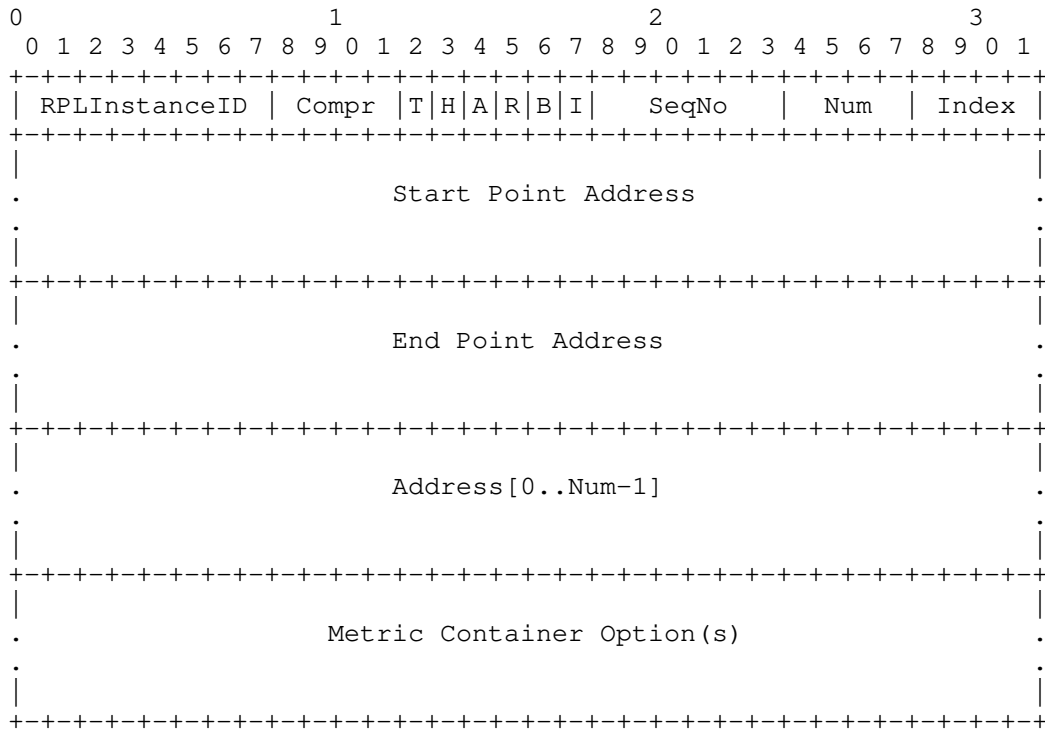 0                   1                   2                   3
 0 1 2 3 4 5 6 7 8 9 0 1 2 3 4 5 6 7 8 9 0 1 2 3 4 5 6 7 8 9 0 1
+-+-+-+-+-+-+-+-+-+-+-+-+-+-+-+-+-+-+-+-+-+-+-+-+-+-+-+-+-+-+-+-+
| RPLInstanceID | Compr |T|H|A|R|B|I|   SeqNo   |  Num  | Index |
+-+-+-+-+-+-+-+-+-+-+-+-+-+-+-+-+-+-+-+-+-+-+-+-+-+-+-+-+-+-+-+-+
|                                                               |
.                       Start Point Address                     .
.                                                               .
|                                                               |
+-+-+-+-+-+-+-+-+-+-+-+-+-+-+-+-+-+-+-+-+-+-+-+-+-+-+-+-+-+-+-+-+
|                                                               |
.                       End Point Address                       .
.                                                               .
|                                                               |
+-+-+-+-+-+-+-+-+-+-+-+-+-+-+-+-+-+-+-+-+-+-+-+-+-+-+-+-+-+-+-+-+
|                                                               |
.                       Address[0..Num-1]                       .
.                                                               .
|                                                               |
+-+-+-+-+-+-+-+-+-+-+-+-+-+-+-+-+-+-+-+-+-+-+-+-+-+-+-+-+-+-+-+-+
|                                                               |
.                   Metric Container Option(s)                  .
.                                                               .
|                                                               |
+-+-+-+-+-+-+-+-+-+-+-+-+-+-+-+-+-+-+-+-+-+-+-+-+-+-+-+-+-+-+-+-+